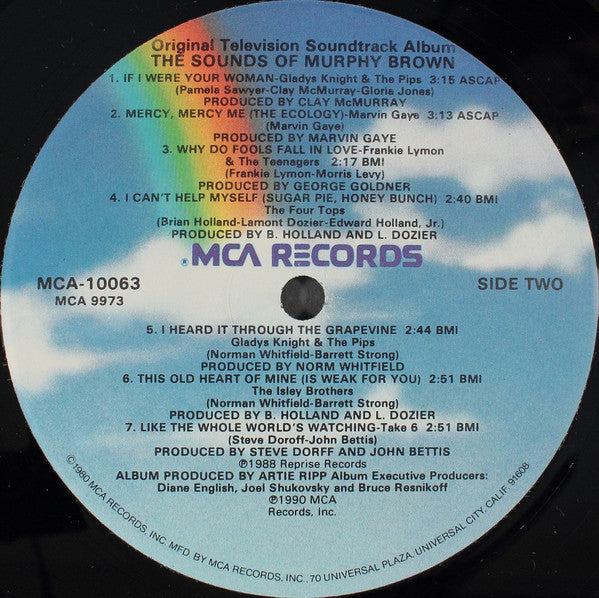 Original Television Soundtrack Album
THE SOUNDS OF MURPHY BROWN
1. IF I WERE YOUR WOMAN-Gladys Knight & The Pips 3:15 ASCAP
(Pamela Sawyer-Clay McMurray-Gloria Jones)
PRODUCED BY CLAY McMURRAY
2. MERCY, MERCY ME (THE ECOLOGY)-Marvin Gaye 3:13 ASCAP
(Marvin Gaye)
PRODUCED BY MARVIN GAYE
3. WHY DO FOOLS FALL IN LOVE-Frankie Lymon
& The Teenagers 2:17 BMI
(Frankie Lymon-Morris Levy)
PRODUCED BY GEORGE GOLDNER
4. I CAN'T HELP MYSELF (SUGAR PIE, HONEY BUNCH) 2:40 BMI
The Four Tops
(Brian Holland-Lamont Dozier-Edward Holland, Jr.)
PRODUCED BY B. HOLLAND AND L. DOZIER
®MCA RECORDS
MCA-10063 SIDE TWO
MCA 9973
5. I HEARD IT THROUGH THE GRAPEVINE 2:44 BMI
Gladys Knight & The Pips
(Norman Whitfield-Barrett Strong)
PRODUCED BY NORM WHITFIELD
6. THIS OLD HEART OF MINE (IS WEAK FOR YOU) 2:51 BMI
The Isley Brothers
(Norman Whitfield-Barrett Strong)
PRODUCED BY B. HOLLAND AND L. DOZIER
7. LIKE THE WHOLE WORLD'S WATCHING-Take 6 2:51 BMI
(Steve Doroff-John Bettis)
PRODUCED BY STEVE DORFF AND JOHN BETTIS
℗1988 Reprise Records
ALBUM PRODUCED BY ARTIE RIPP Album Executive Producers:
Diane English, Joel Shukovsky and Bruce Resnikoff
℗1990 MCA
Records, Inc.
©1980 MCA RECORDS, INC. MFD. BY MCA RECORDS, INC., 70 UNIVERSAL PLAZA, UNIVERSAL CITY, CALIF. 91608